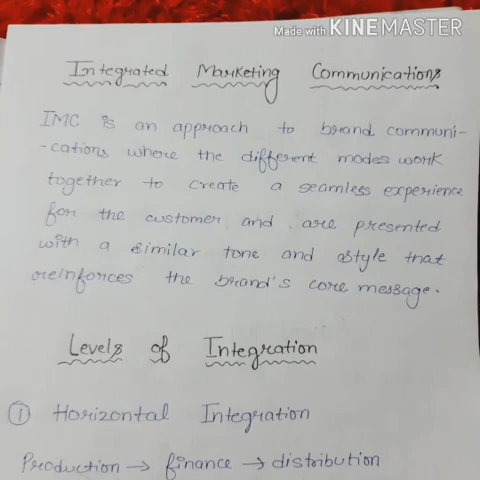 Made with KINEMASTER
Integrated Marketing Communications
IMC is an approach to brand communi-
-cations where the different modes work
together to create a seamless experience
for the customer and are presented
with a similar tone and style that
reinforces the brand's core message.
Levels of Integration
① Horizontal Integration
Production → finance → distribution